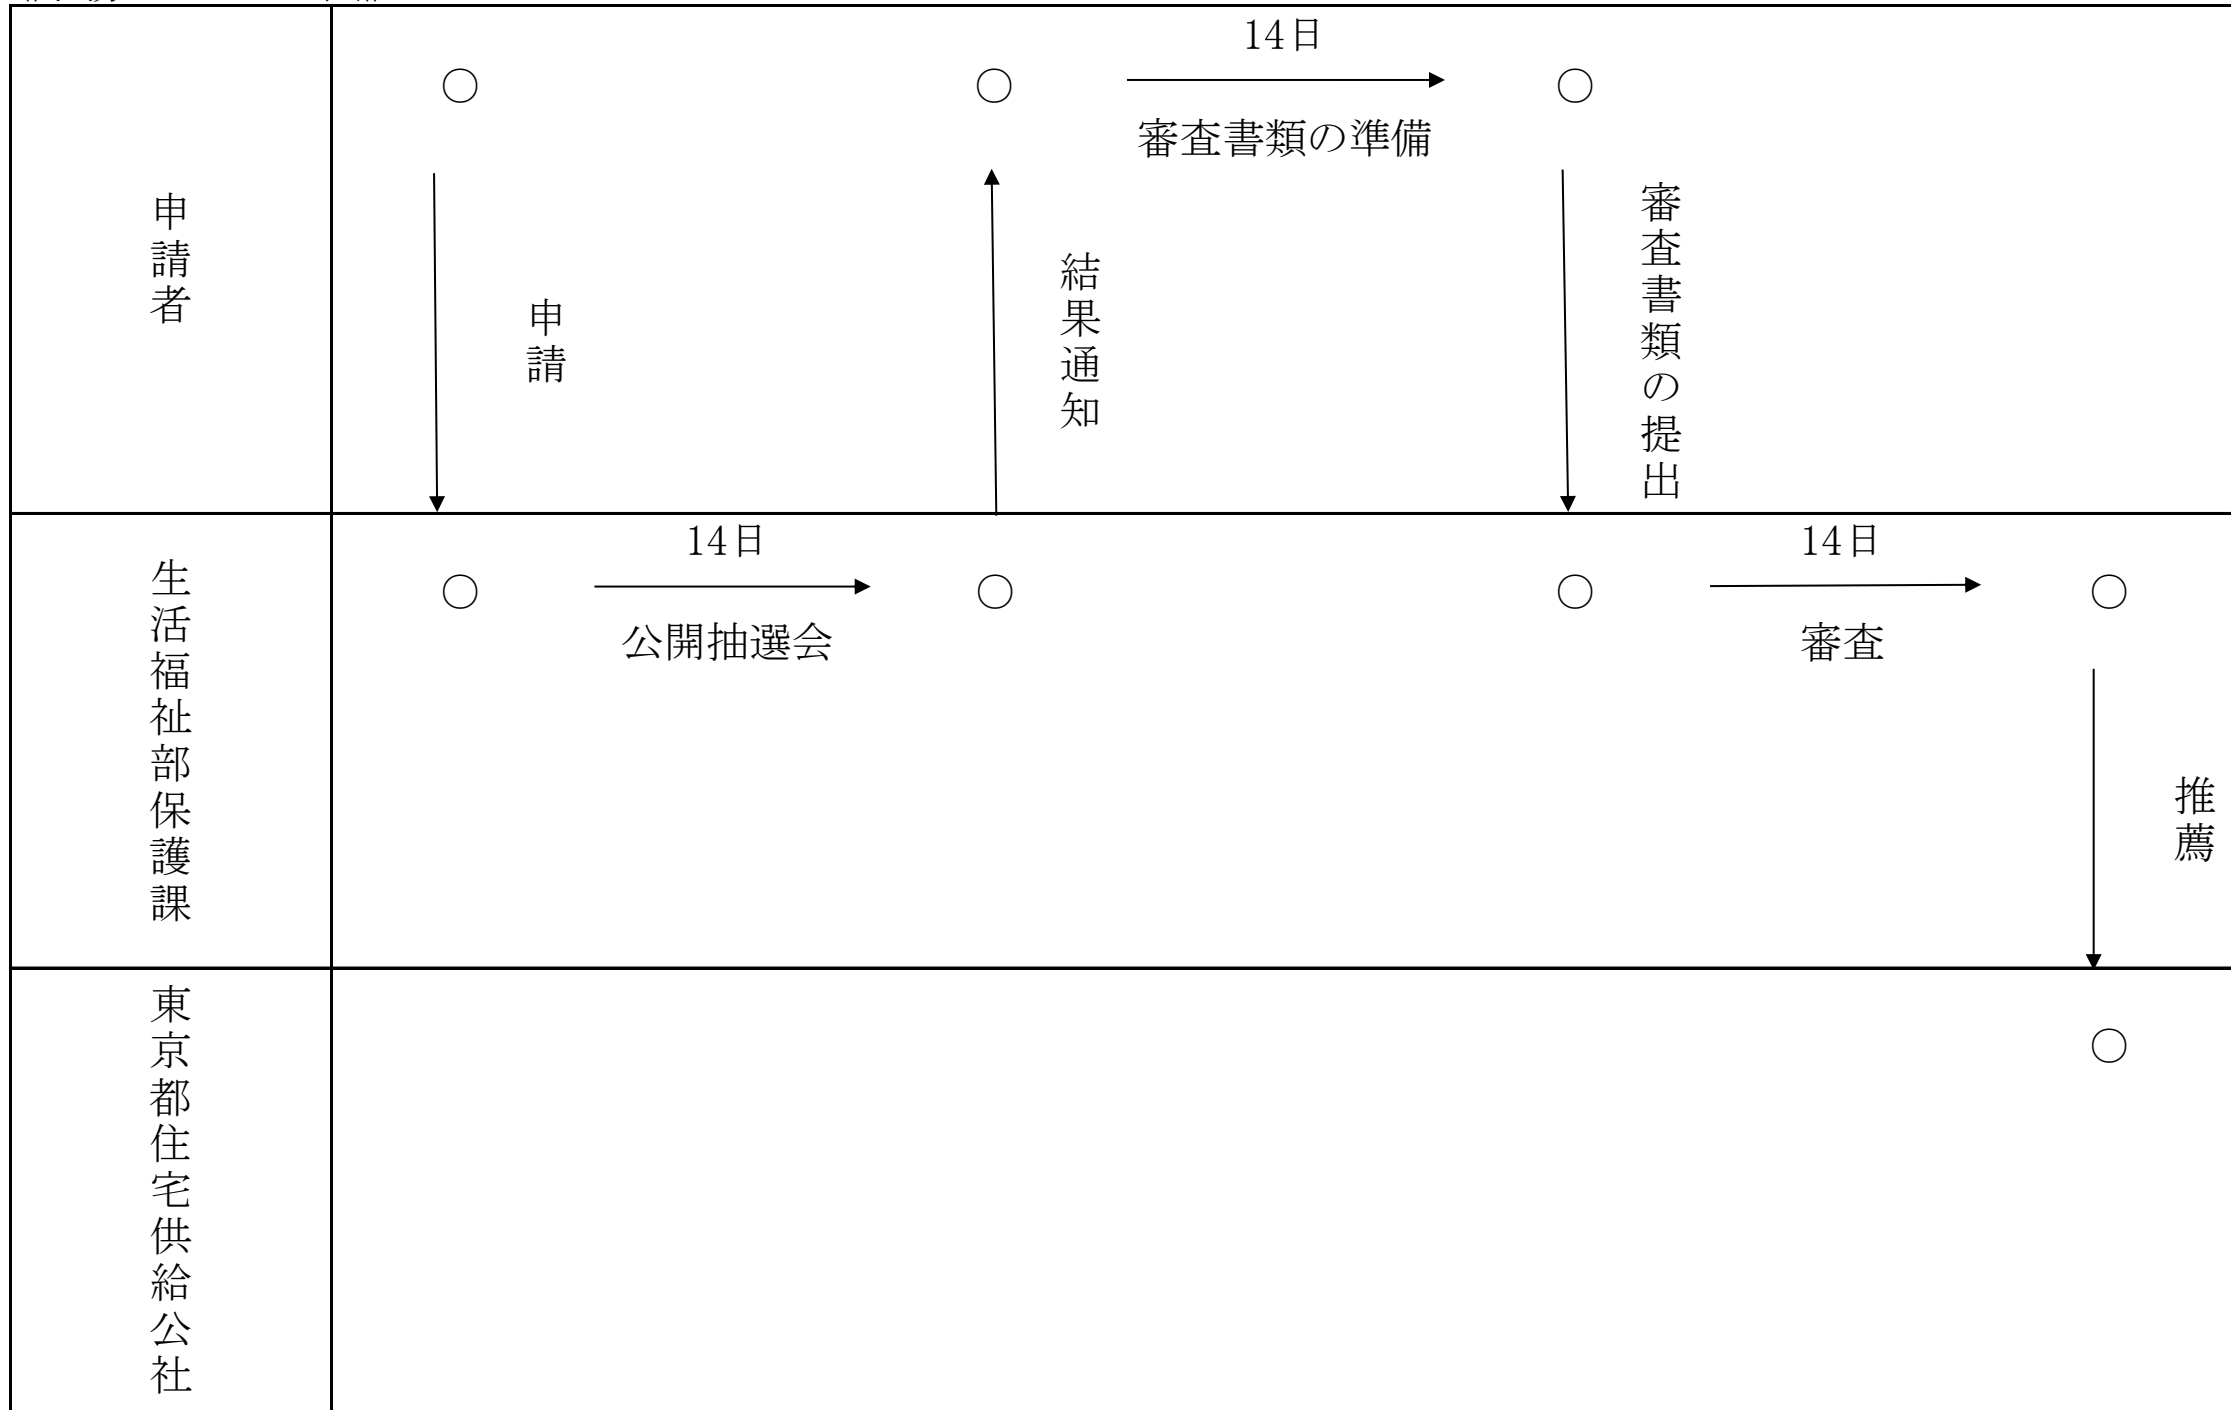 申請者
○
○
14日
審査書類の準備
○
申請
結果通知
審査書類の提出
生活福祉部保護課
○
14日
公開抽選会
○
○
14日
審査
○
推薦
東京都住宅供給公社
○